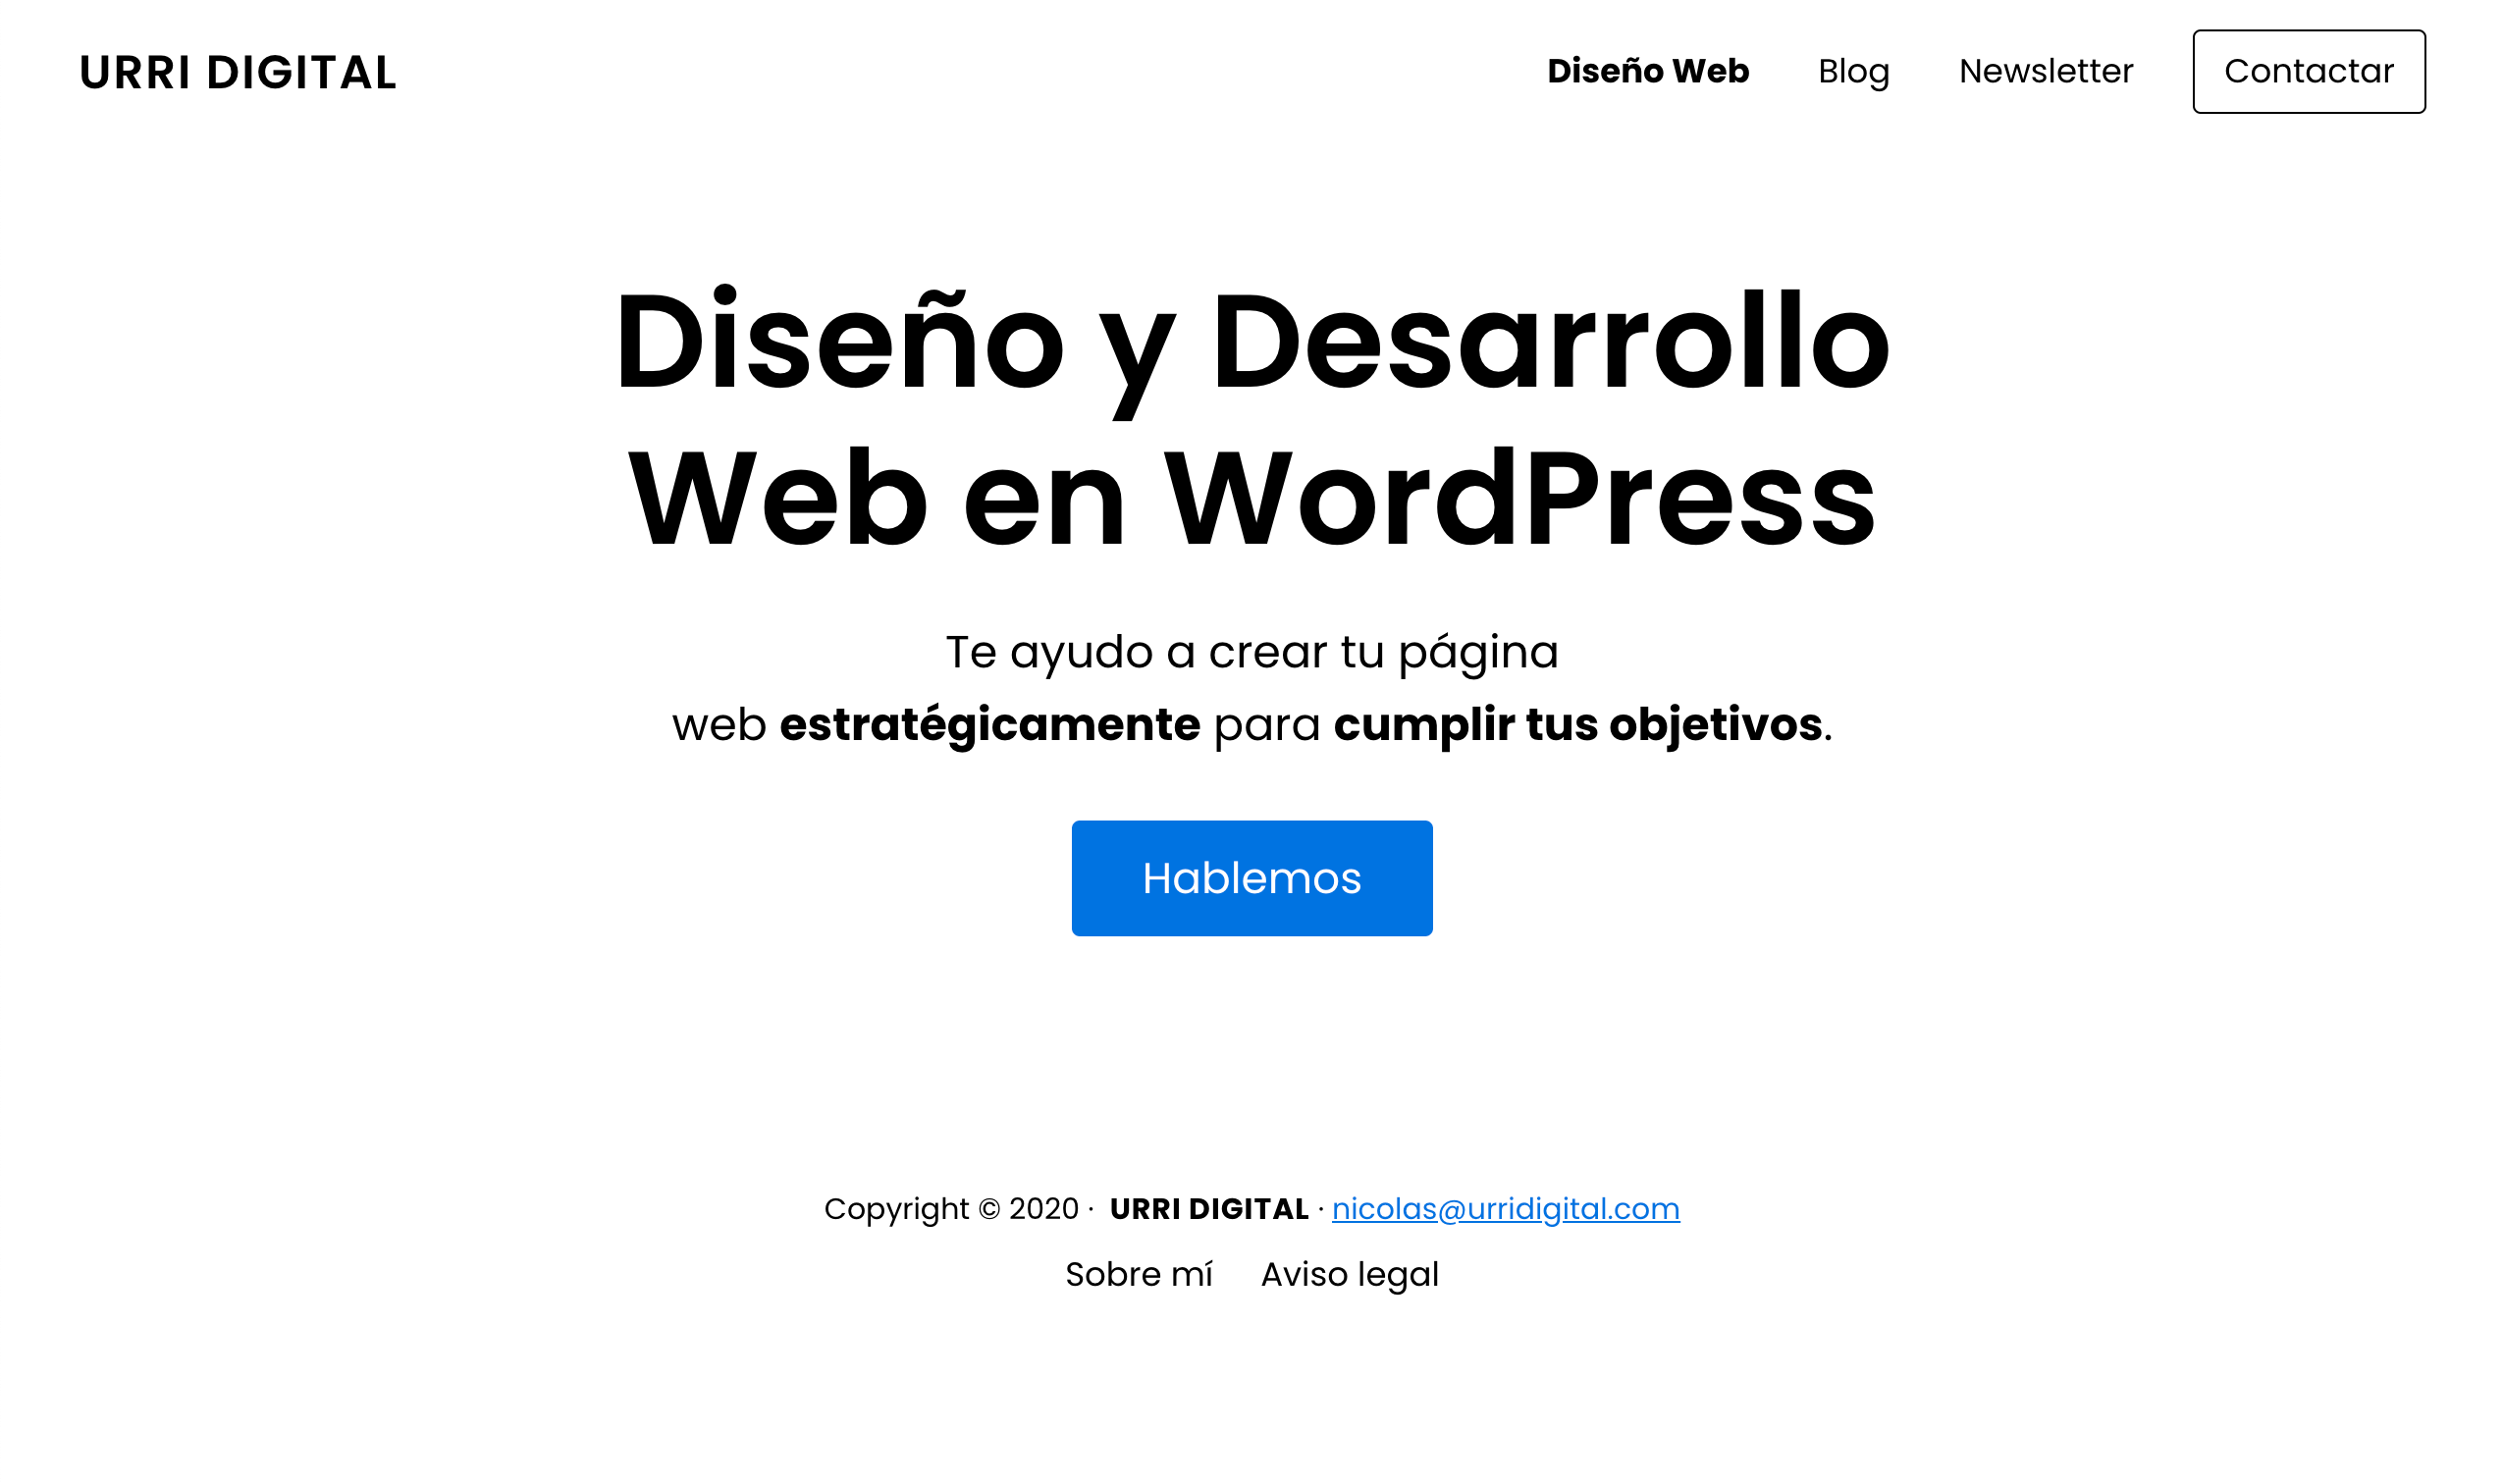 URRI DIGITAL
Diseño Web Blog Newsletter Contactar
Diseño y Desarrollo
Web en WordPress
Te ayudo a crear tu página
web estratégicamente para cumplir tus objetivos.
Hablemos
Copyright © 2020 · URRI DIGITAL · nicolas@urridigital.com
Sobre mí Aviso legal